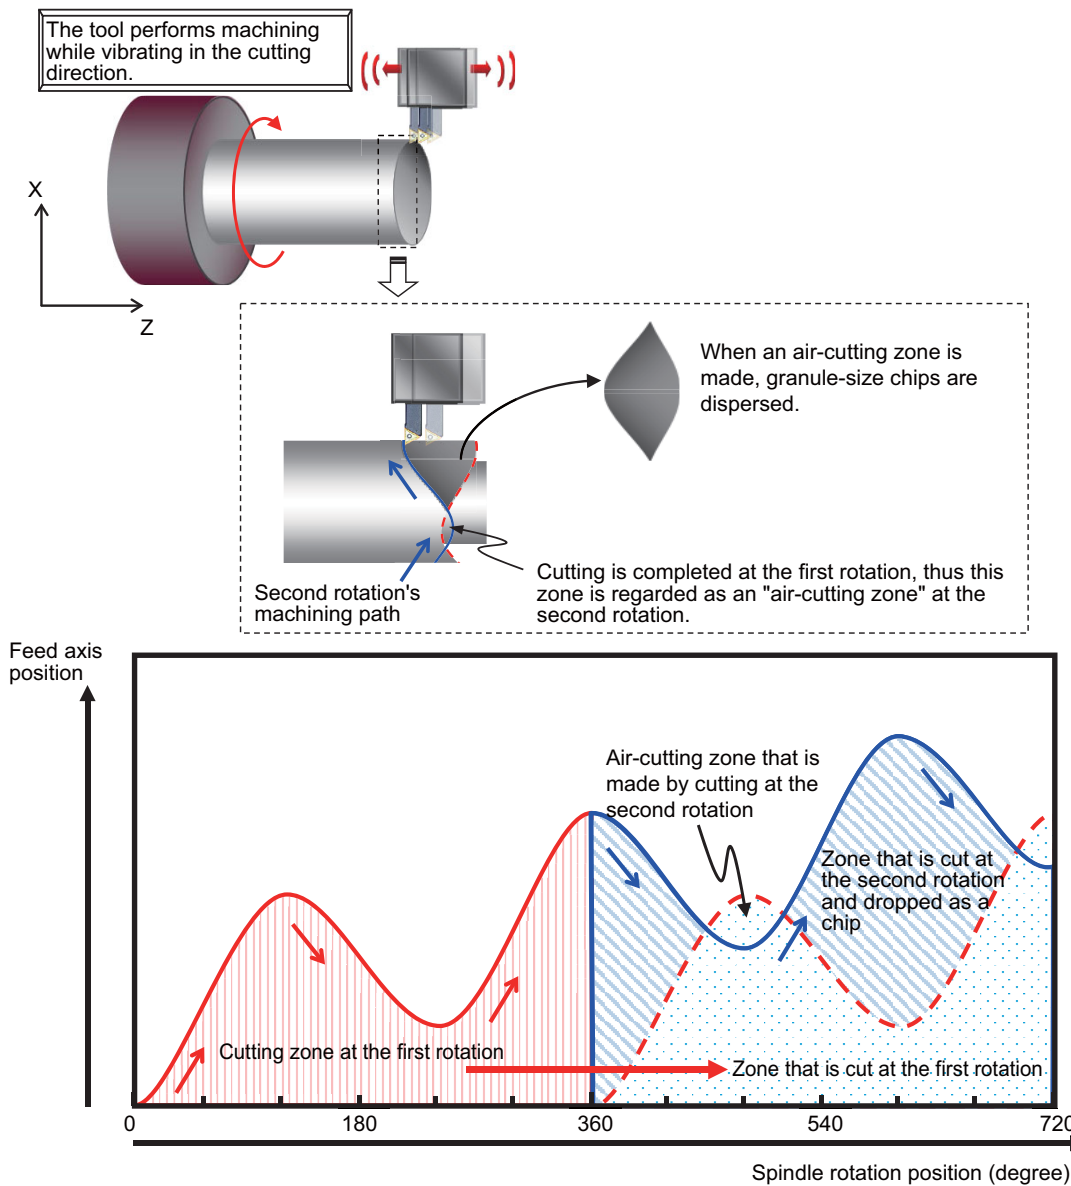 The tool performs machining
while vibrating in the cutting
direction.
X
Z
When an air-cutting zone is
made, granule-size chips are
dispersed.
Second rotation's
machining path
Cutting is completed at the first rotation, thus this
zone is regarded as an "air-cutting zone" at the
second rotation.
Feed axis
position
Air-cutting zone that is
made by cutting at the
second rotation
Zone that is cut at
the second rotation
and dropped as a
chip
Cutting zone at the first rotation
Zone that is cut at the first rotation
0
180
360
540
720
Spindle rotation position (degree)